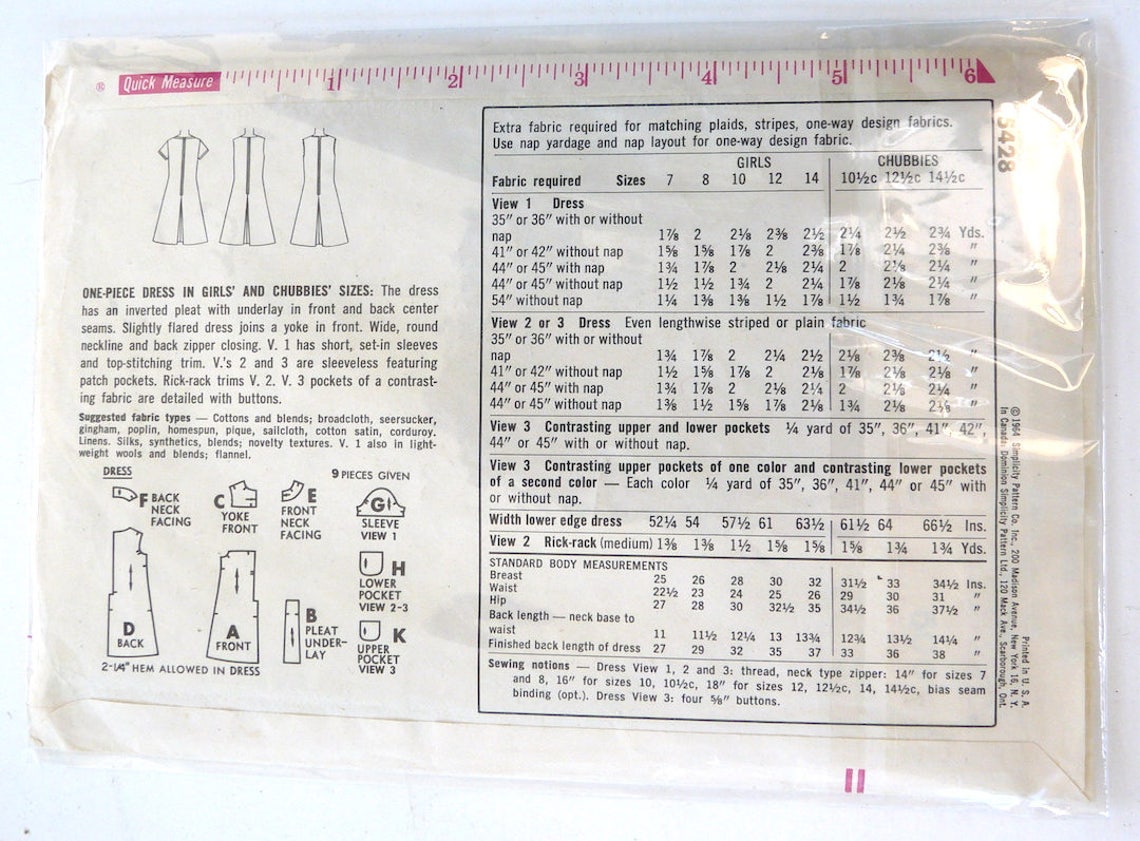 ® Quick Measure 1 2 3 4 5 6
ONE-PIECE DRESS IN GIRLS' AND CHUBBIES' SIZES: The dress
has an inverted pleat with underlay in front and back center
seams. Slightly flared dress joins a yoke in front. Wide, round
neckline and back zipper closing. V. 1 has short, set-in sleeves
and top-stitching trim. V.'s 2 and 3 are sleeveless featuring
patch pockets. Rick-rack trims V. 2. V. 3 pockets of a contrast-
ing fabric are detailed with buttons.
Suggested fabric types — Cottons and blends; broadcloth, seersucker,
gingham, poplin, homespun, pique, sailcloth, cotton satin, corduroy.
Linens. Silks, synthetics, blends; novelty textures. V. 1 also in light-
weight wools and blends; flannel.
DRESS
9 PIECES GIVEN
F BACK
NECK
FACING
C
YOKE
FRONT
E
FRONT
NECK
FACING
G
SLEEVE
VIEW 1
H
LOWER
POCKET
VIEW 2-3
D
BACK
A
FRONT
B
PLEAT
UNDER-
LAY
K
UPPER
POCKET
VIEW 3
2-1/4" HEM ALLOWED IN DRESS
Extra fabric required for matching plaids, stripes, one-way design fabrics.
Use nap yardage and nap layout for one-way design fabric.
GIRLS CHUBBIES
Fabric required Sizes 7 8 10 12 14 10½c 12½c 14½c
View 1 Dress
35" or 36" with or without
nap 1⅞ 2 2⅛ 2⅜ 2½ 2¼ 2½ 2¾ Yds.
41" or 42" without nap 1⅝ 1⅝ 1⅞ 2 2⅜ 1⅞ 2¼ 2⅜ "
44" or 45" with nap 1¾ 1⅞ 2 2⅛ 2¼ 2 2⅛ 2¼ "
44" or 45" without nap 1½ 1½ 1¾ 2 2¼ 1⅞ 2⅛ 2¼ "
54" without nap 1¼ 1⅜ 1⅜ 1½ 1⅞ 1½ 1¾ 1⅞ "
View 2 or 3 Dress Even lengthwise striped or plain fabric
35" or 36" with or without
nap 1¾ 1⅞ 2 2¼ 2½ 2⅛ 2⅜ 2½ "
41" or 42" without nap 1½ 1⅝ 1⅞ 2 2⅛ 1⅞ 2⅛ 2⅛ "
44" or 45" with nap 1¾ 1⅞ 2 2⅛ 2¼ 2 2⅛ 2¼ "
44" or 45" without nap 1⅜ 1½ 1⅝ 1⅞ 2⅛ 1¾ 2⅛ 2⅛ "
View 3 Contrasting upper and lower pockets ¼ yard of 35", 36", 41", 42",
44" or 45" with or without nap.
View 3 Contrasting upper pockets of one color and contrasting lower pockets
of a second color — Each color ¼ yard of 35", 36", 41", 44" or 45" with
or without nap.
Width lower edge dress 52¼ 54 57½ 61 63½ 61½ 64 66½ Ins.
View 2 Rick-rack (medium) 1⅜ 1⅜ 1½ 1⅝ 1⅝ 1⅝ 1¾ 1¾ Yds.
STANDARD BODY MEASUREMENTS
Breast 25 26 28 30 32 31½ 33 34½ Ins.
Waist 22½ 23 24 25 26 29 30 31 "
Hip 27 28 30 32½ 35 34½ 36 37½ "
Back length — neck base to
waist 11 11½ 12¼ 13 13¾ 12¾ 13½ 14¼ "
Finished back length of dress 27 29 32 35 37 33 36 38 "
Sewing notions — Dress View 1, 2 and 3: thread, neck type zipper: 14" for sizes 7
and 8, 16" for sizes 10, 10½c, 18" for sizes 12, 12½c, 14, 14½c, bias seam
binding (opt.). Dress View 3: four ⅝" buttons.
5428
© 1964 Simplicity Pattern Co. Inc., 200 Madison Avenue, New York 16, N. Y.
In Canada: Dominion Simplicity Pattern Ltd., 120 Mack Ave., Scarborough, Ont.
Printed in U. S. A.